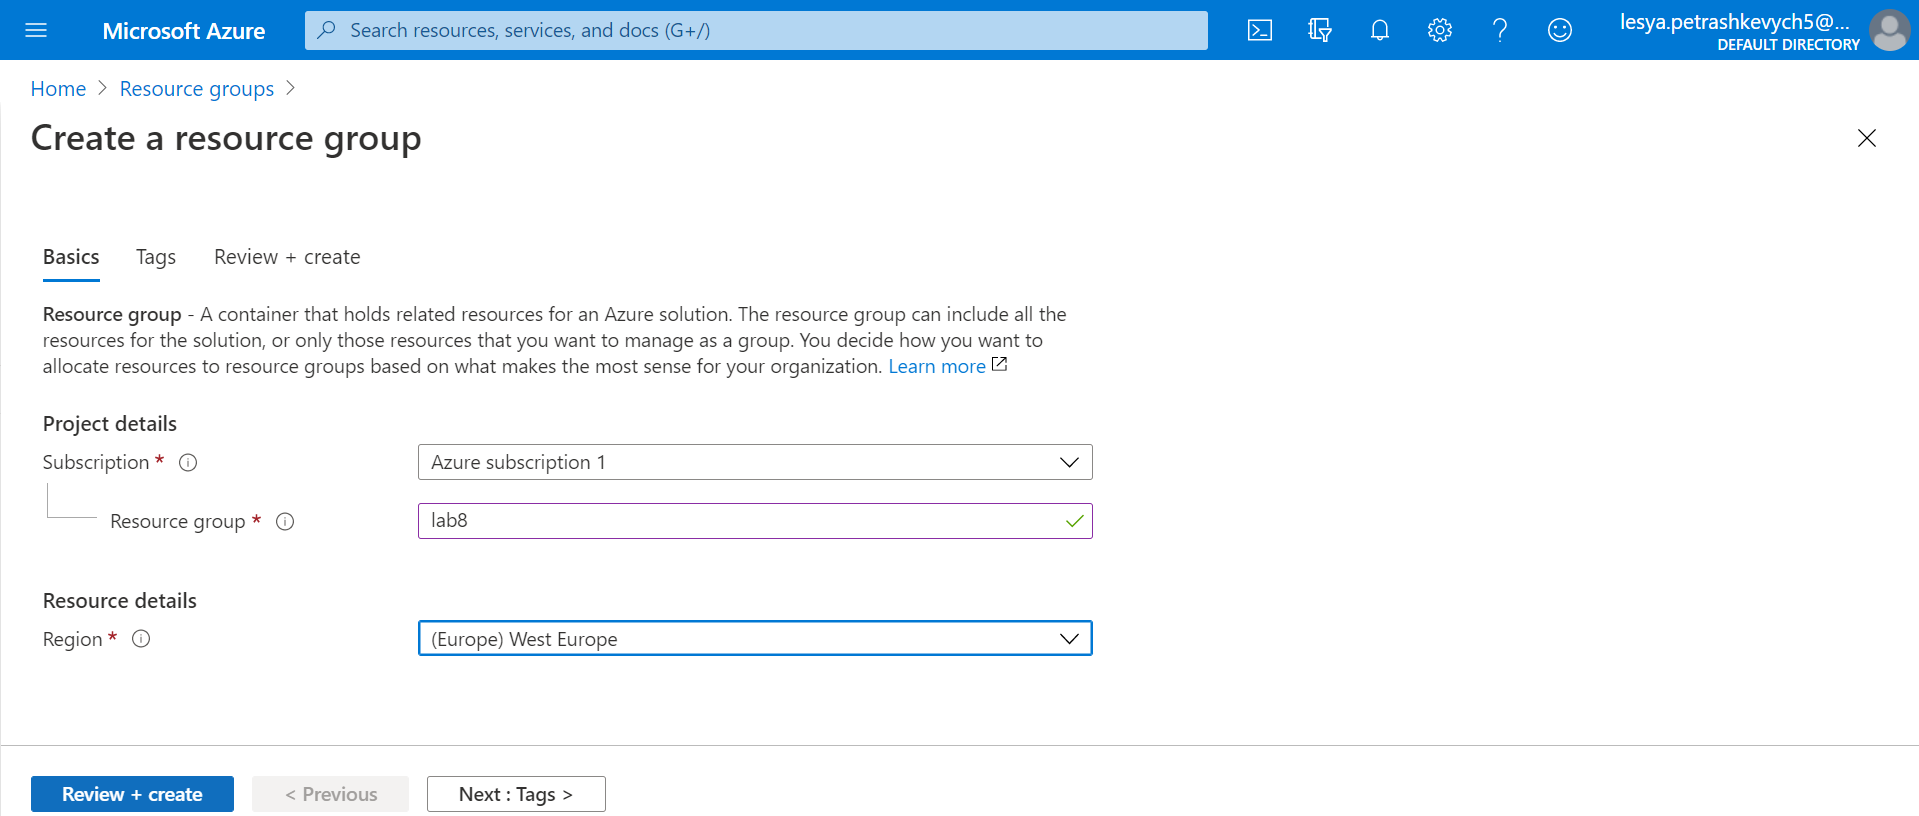 Microsoft Azure
Search resources, services, and docs (G+/)
lesya.petrashkevych5@...
DEFAULT DIRECTORY
Home > Resource groups >
Create a resource group
Basics Tags Review + create
Resource group - A container that holds related resources for an Azure solution. The resource group can include all the
resources for the solution, or only those resources that you want to manage as a group. You decide how you want to
allocate resources to resource groups based on what makes the most sense for your organization. Learn more
Project details
Subscription * Azure subscription 1
Resource group * lab8
Resource details
Region * (Europe) West Europe
Review + create < Previous Next : Tags >